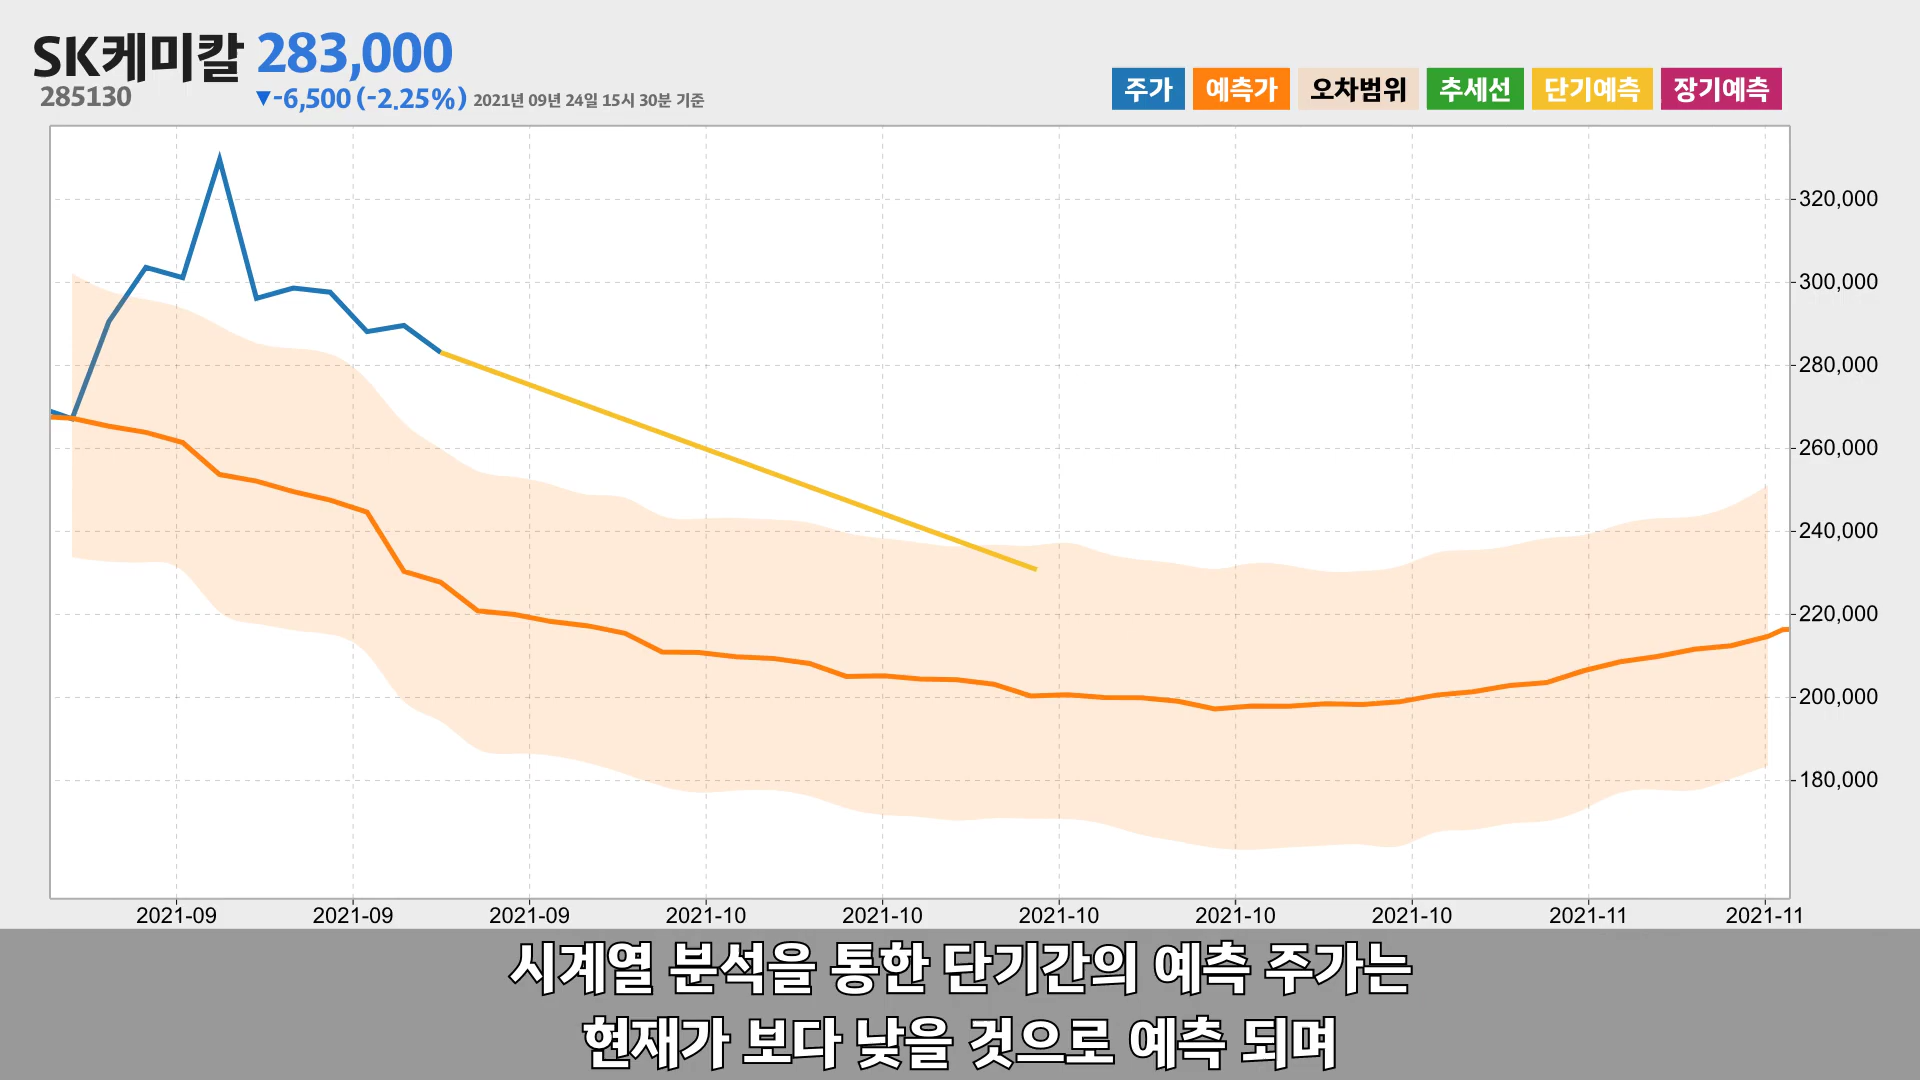 SK케미칼 283,000
285130
▼-6,500 (-2.25%) 2021년 09년 24일 15시 30분 기준
주가 예측가 오차범위 추세선 단기예측 장기예측
320,000
300,000
280,000
260,000
240,000
220,000
200,000
180,000
2021-09 2021-09 2021-09 2021-10 2021-10 2021-10 2021-10 2021-10 2021-11 2021-11
시계열 분석을 통한 단기간의 예측 주가는
현재가 보다 낮을 것으로 예측 되며